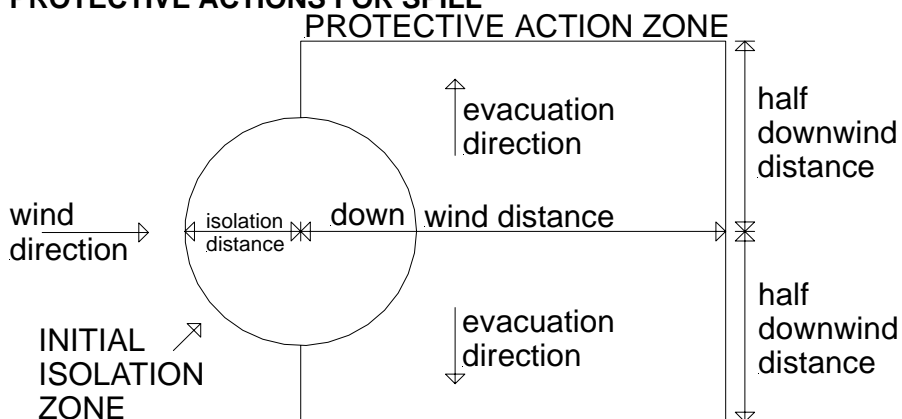 PROTECTIVE ACTIONS FOR SPILL
PROTECTIVE ACTION ZONE
evacuation
direction
half
downwind
distance
wind
direction
isolation
distance
down wind distance
INITIAL
ISOLATION
ZONE
evacuation
direction
half
downwind
distance